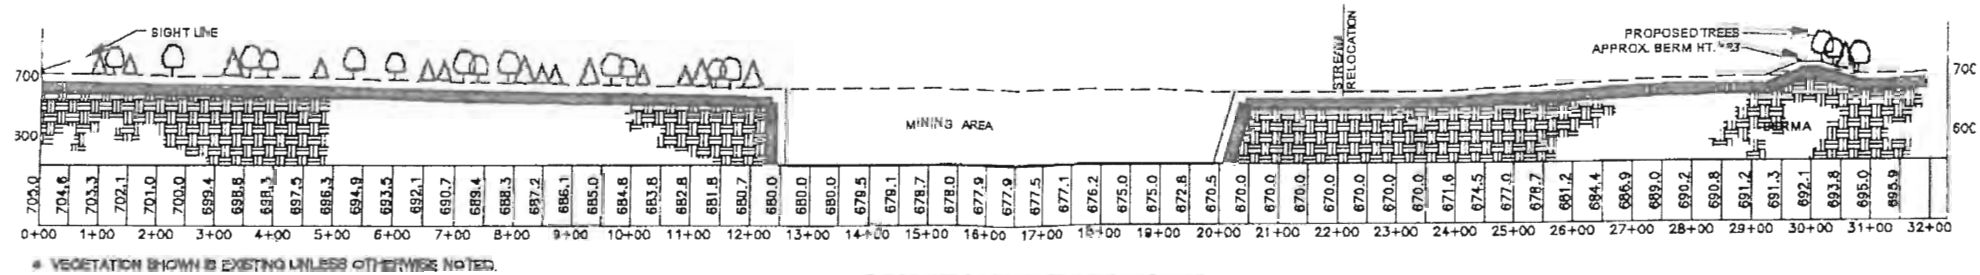 SIGHT LINE
STREAM
RELOCATION
PROPOSED TREES
APPROX. BERM HT. ±23
700
300
MINING AREA
BERM A
700
600
705.0 704.6 703.3 702.1 701.0 700.0 699.4 698.8 698.3 697.5 696.3 694.9 693.5 692.1 690.7 689.4 688.3 687.2 686.1 685.0 684.8 683.8 682.8 681.8 680.7 680.0 680.0 680.0 679.5 679.1 678.7 678.0 677.9 677.9 677.5 677.1 676.2 675.0 675.0 672.8 670.5 670.0 670.0 670.0 670.0 670.0 670.0 670.0 671.6 674.5 677.0 678.7 681.2 684.4 686.9 689.0 690.2 690.8 691.2 691.3 692.1 693.8 695.0 695.9
0+00 1+00 2+00 3+00 4+00 5+00 6+00 7+00 8+00 9+00 10+00 11+00 12+00 13+00 14+00 15+00 16+00 17+00 18+00 19+00 20+00 21+00 22+00 23+00 24+00 25+00 26+00 27+00 28+00 29+00 30+00 31+00 32+00
* VEGETATION SHOWN IS EXISTING UNLESS OTHERWISE NOTED.